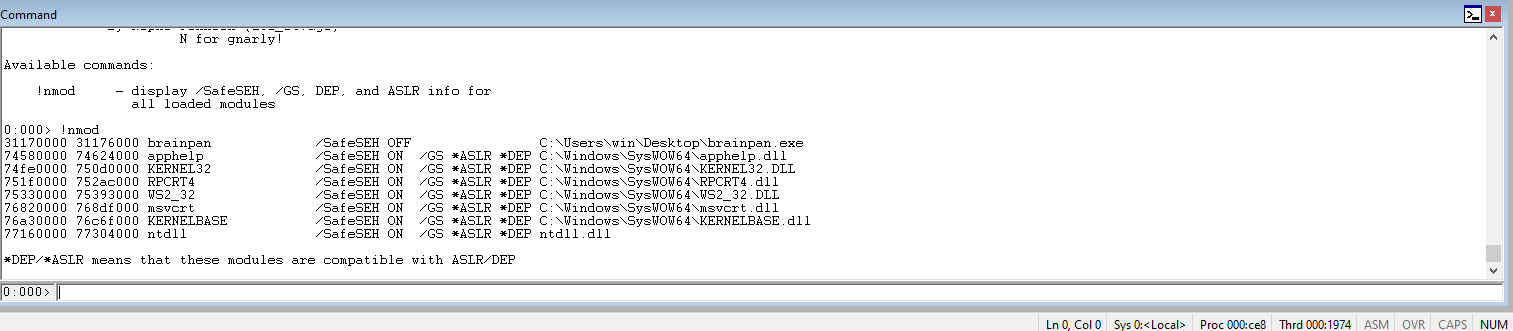 Command
N for gnarly!
Available commands:
!nmod     - display /SafeSEH, /GS, DEP, and ASLR info for
all loaded modules
0:000> !nmod
31170000 31176000 brainpan             /SafeSEH OFF                C:\Users\win\Desktop\brainpan.exe
74580000 74624000 apphelp              /SafeSEH ON  /GS *ASLR *DEP C:\Windows\SysWOW64\apphelp.dll
74fe0000 750d0000 KERNEL32             /SafeSEH ON  /GS *ASLR *DEP C:\Windows\SysWOW64\KERNEL32.DLL
751f0000 752ac000 RPCRT4               /SafeSEH ON  /GS *ASLR *DEP C:\Windows\SysWOW64\RPCRT4.dll
75330000 75393000 WS2_32               /SafeSEH ON  /GS *ASLR *DEP C:\Windows\SysWOW64\WS2_32.DLL
76820000 768df000 msvcrt               /SafeSEH ON  /GS *ASLR *DEP C:\Windows\SysWOW64\msvcrt.dll
76a30000 76c6f000 KERNELBASE           /SafeSEH ON  /GS *ASLR *DEP C:\Windows\SysWOW64\KERNELBASE.dll
77160000 77304000 ntdll                /SafeSEH ON  /GS *ASLR *DEP ntdll.dll
*DEP/*ASLR means that these modules are compatible with ASLR/DEP
0:000>
Ln 0, Col 0 Sys 0:<Local> Proc 000:ce8 Thrd 000:1974 ASM OVR CAPS NUM